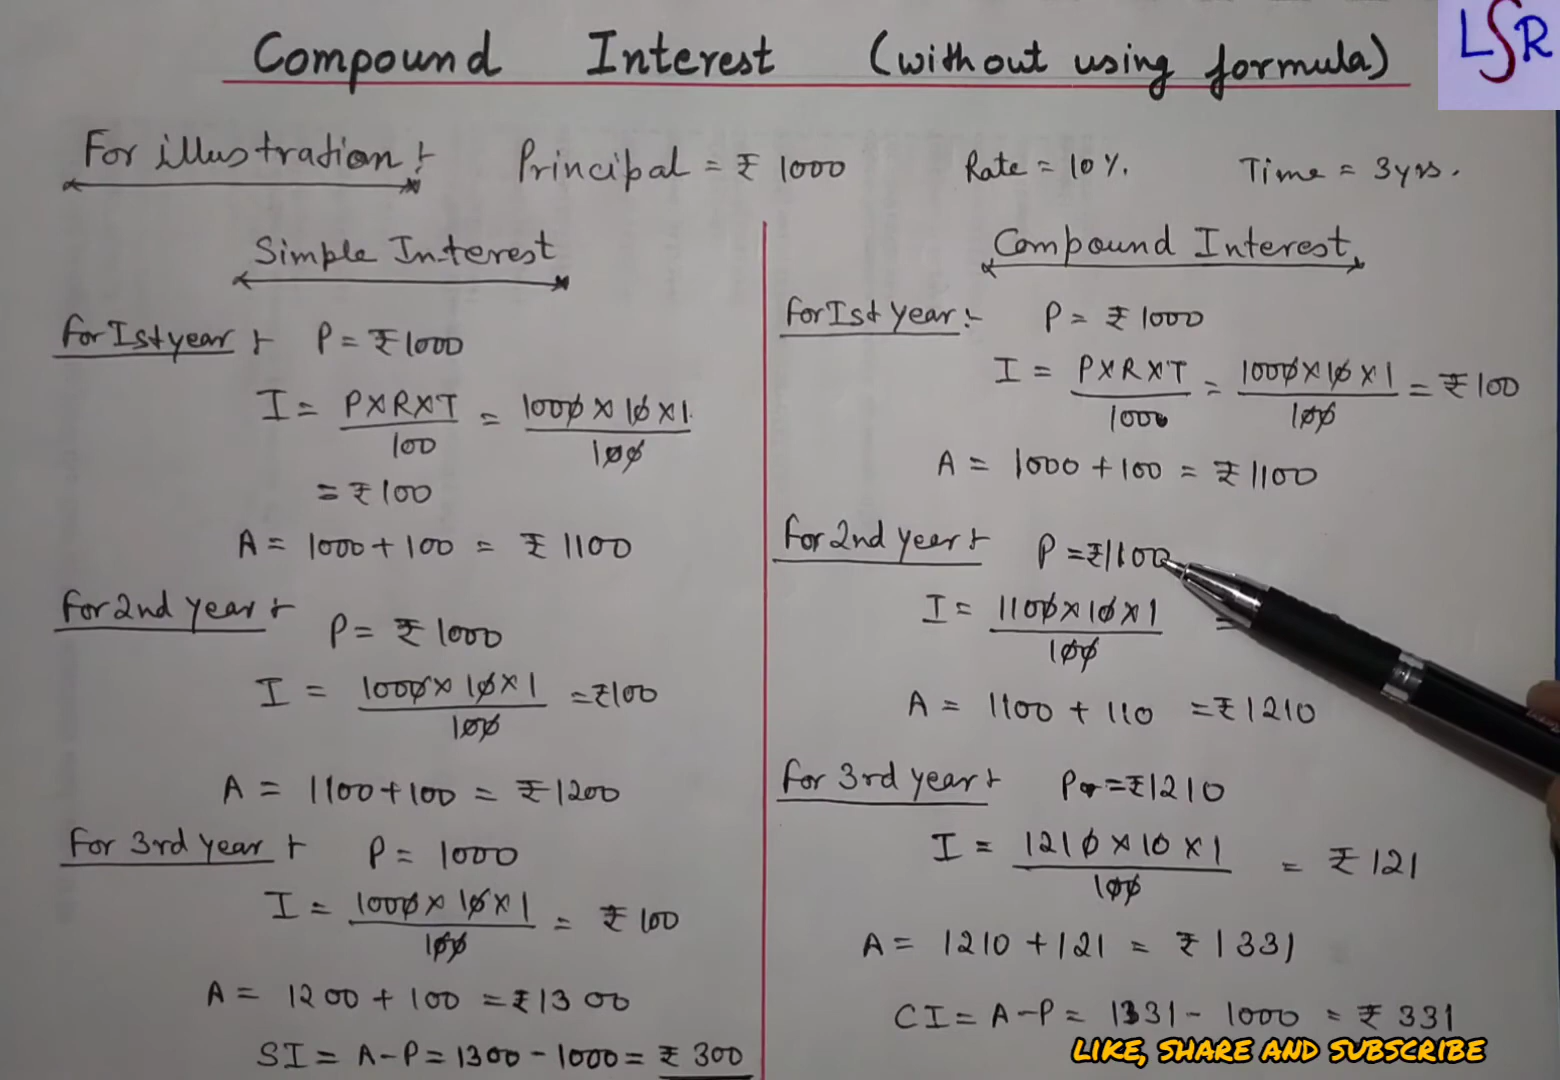 Compound Interest (without using formula)
LSR
For illustration :- Principal = ₹ 1000 Rate = 10%. Time = 3yrs.
Simple Interest
For Ist year :- P = ₹1000
I = P×R×T/100 = 1000×10×1/100
= ₹100
A = 1000+100 = ₹1100
For 2nd year :- P = ₹1000
I = 1000×10×1/100 = ₹100
A = 1100+100 = ₹1200
For 3rd year :- P = 1000
I = 1000×10×1/100 = ₹100
A = 1200+100 = ₹1300
SI = A-P = 1300-1000 = ₹300
Compound Interest
For Ist year :- P = ₹1000
I = P×R×T/1000 = 1000×10×1/100 = ₹100
A = 1000+100 = ₹1100
For 2nd year :- P = ₹1100
I = 1100×10×1/100 =
A = 1100+110 = ₹1210
For 3rd year :- P = ₹1210
I = 1210×10×1/100 = ₹121
A = 1210+121 = ₹1331
CI = A-P = 1331-1000 = ₹331
LIKE, SHARE AND SUBSCRIBE